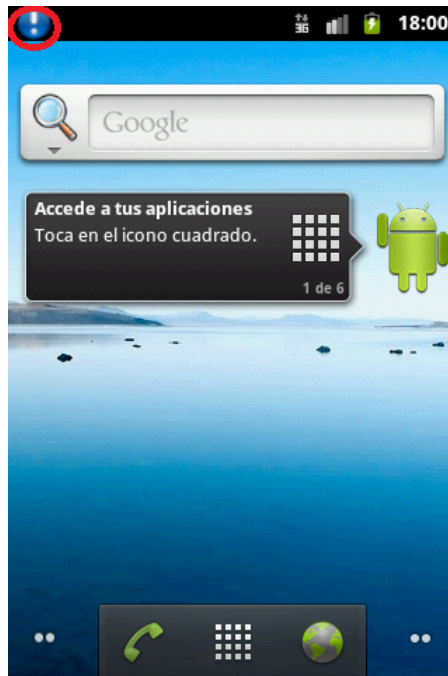 3G
18:00
Google
Accede a tus aplicaciones
Toca en el icono cuadrado.
1 de 6